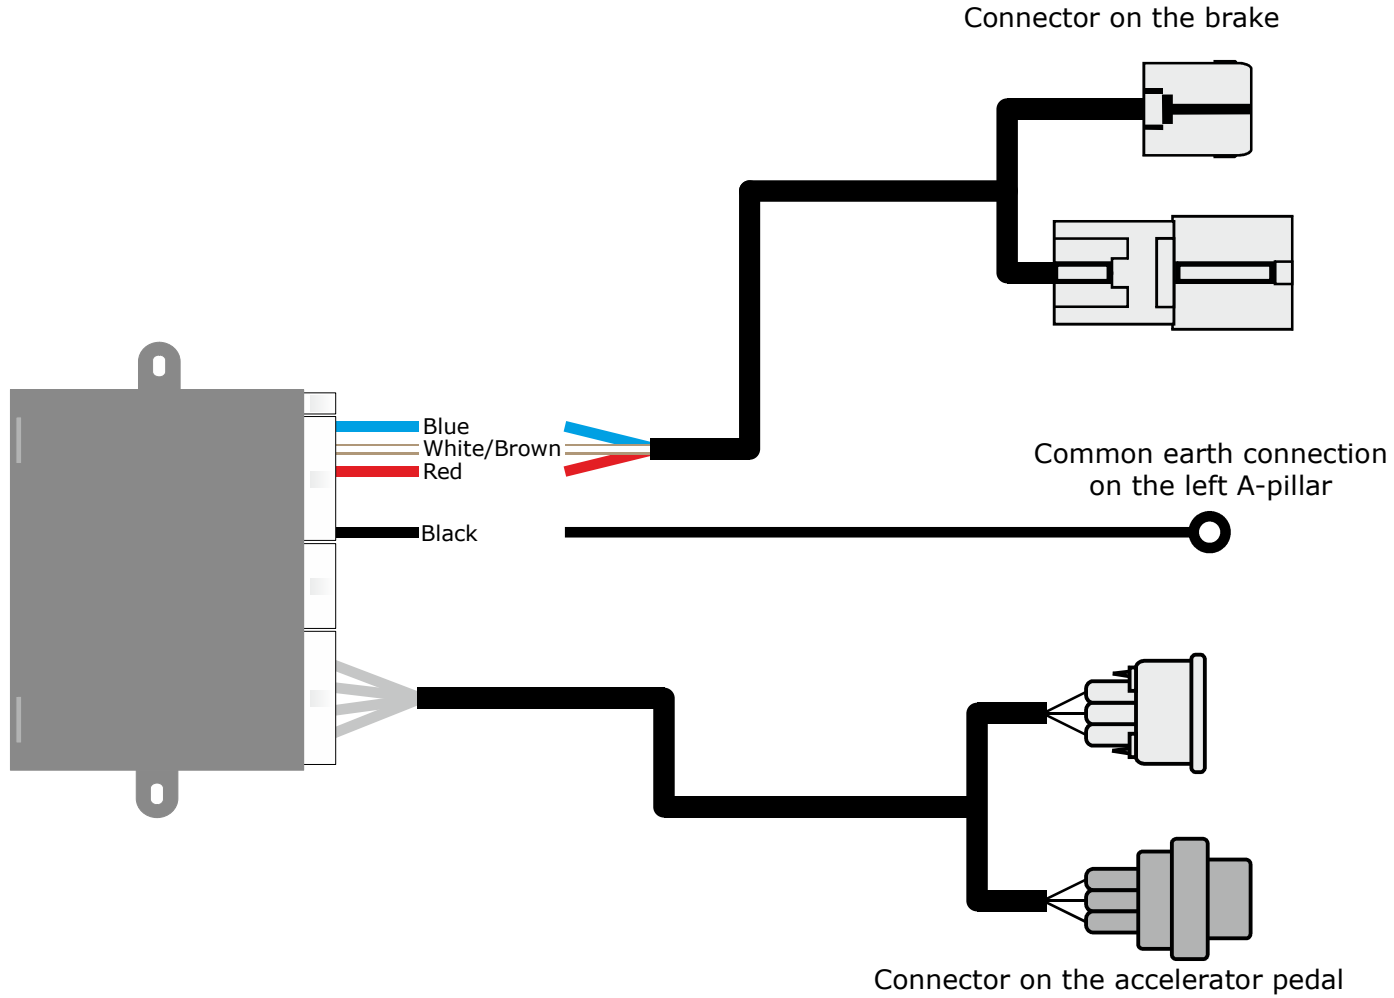 Connector on the brake
Blue
White/Brown
Red
Common earth connection
on the left A-pillar
Black
Connector on the accelerator pedal